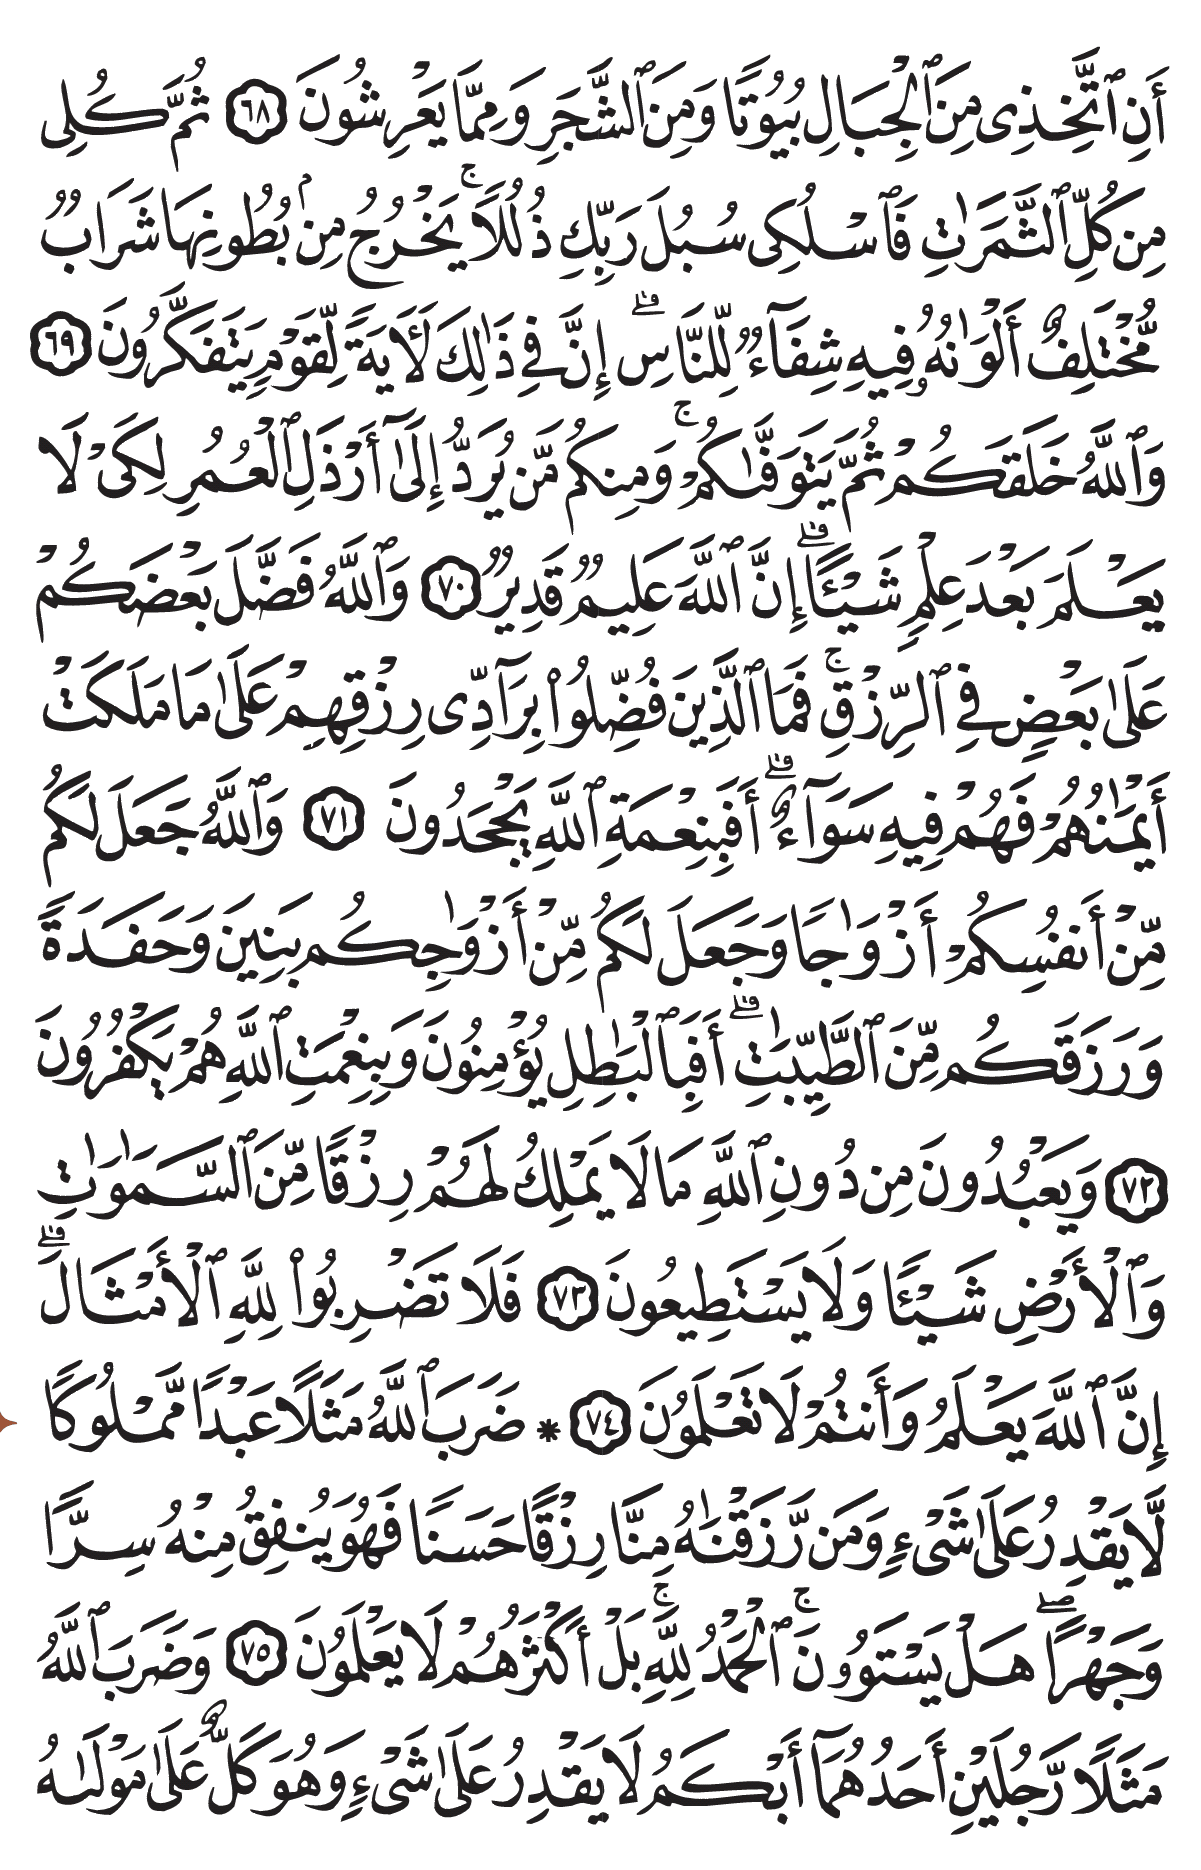 أَنِ ٱتَّخِذِى مِنَ ٱلْجِبَالِ بُيُوتًا وَمِنَ ٱلشَّجَرِ وَمِمَّا يَعْرِشُونَ ٦٨ ثُمَّ كُلِى
مِن كُلِّ ٱلثَّمَرَٰتِ فَٱسْلُكِى سُبُلَ رَبِّكِ ذُلُلًا ۚ يَخْرُجُ مِنۢ بُطُونِهَا شَرَابٌ
مُّخْتَلِفٌ أَلْوَٰنُهُۥ فِيهِ شِفَآءٌ لِّلنَّاسِ ۗ إِنَّ فِى ذَٰلِكَ لَـَٔايَةً لِّقَوْمٍ يَتَفَكَّرُونَ ٦٩
وَٱللَّهُ خَلَقَكُمْ ثُمَّ يَتَوَفَّىٰكُمْ ۚ وَمِنكُم مَّن يُرَدُّ إِلَىٰٓ أَرْذَلِ ٱلْعُمُرِ لِكَىْ لَا
يَعْلَمَ بَعْدَ عِلْمٍ شَيْـًٔا ۗ إِنَّ ٱللَّهَ عَلِيمٌ قَدِيرٌ ٧٠ وَٱللَّهُ فَضَّلَ بَعْضَكُمْ
عَلَىٰ بَعْضٍ فِى ٱلرِّزْقِ ۚ فَمَا ٱلَّذِينَ فُضِّلُوا۟ بِرَآدِّى رِزْقِهِمْ عَلَىٰ مَا مَلَكَتْ
أَيْمَٰنُهُمْ فَهُمْ فِيهِ سَوَآءٌ ۗ أَفَبِنِعْمَةِ ٱللَّهِ يَجْحَدُونَ ٧١ وَٱللَّهُ جَعَلَ لَكُم
مِّنْ أَنفُسِكُمْ أَزْوَٰجًا وَجَعَلَ لَكُم مِّنْ أَزْوَٰجِكُم بَنِينَ وَحَفَدَةً
وَرَزَقَكُم مِّنَ ٱلطَّيِّبَٰتِ ۗ أَفَبِٱلْبَٰطِلِ يُؤْمِنُونَ وَبِنِعْمَتِ ٱللَّهِ هُمْ يَكْفُرُونَ
٧٢ وَيَعْبُدُونَ مِن دُونِ ٱللَّهِ مَا لَا يَمْلِكُ لَهُمْ رِزْقًا مِّنَ ٱلسَّمَٰوَٰتِ
وَٱلْأَرْضِ شَيْـًٔا وَلَا يَسْتَطِيعُونَ ٧٣ فَلَا تَضْرِبُوا۟ لِلَّهِ ٱلْأَمْثَالَ ۗ
إِنَّ ٱللَّهَ يَعْلَمُ وَأَنتُمْ لَا تَعْلَمُونَ ٧٤ * ضَرَبَ ٱللَّهُ مَثَلًا عَبْدًا مَّمْلُوكًا
لَّا يَقْدِرُ عَلَىٰ شَىْءٍ وَمَن رَّزَقْنَٰهُ مِنَّا رِزْقًا حَسَنًا فَهُوَ يُنفِقُ مِنْهُ سِرًّا
وَجَهْرًا ۖ هَلْ يَسْتَوُۥنَ ۚ ٱلْحَمْدُ لِلَّهِ ۚ بَلْ أَكْثَرُهُمْ لَا يَعْلَمُونَ ٧٥ وَضَرَبَ ٱللَّهُ
مَثَلًا رَّجُلَيْنِ أَحَدُهُمَآ أَبْكَمُ لَا يَقْدِرُ عَلَىٰ شَىْءٍ وَهُوَ كَلٌّ عَلَىٰ مَوْلَىٰهُ